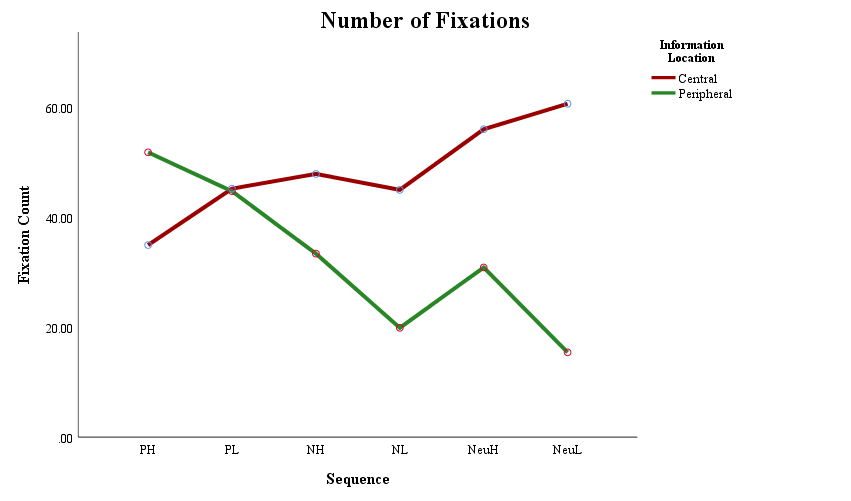 Number of Fixations
Information
Location
Central
Peripheral
Fixation Count
60.00
40.00
20.00
.00
PH PL NH NL NeuH NeuL
Sequence